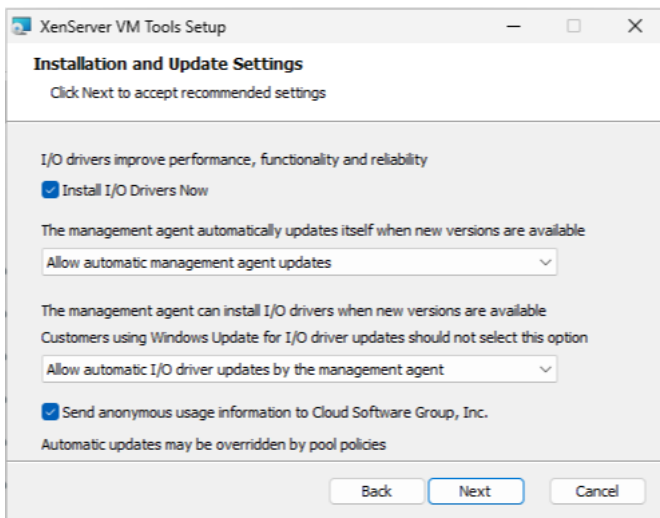 XenServer VM Tools Setup
Installation and Update Settings
Click Next to accept recommended settings
I/O drivers improve performance, functionality and reliability
Install I/O Drivers Now
The management agent automatically updates itself when new versions are available
Allow automatic management agent updates
The management agent can install I/O drivers when new versions are available
Customers using Windows Update for I/O driver updates should not select this option
Allow automatic I/O driver updates by the management agent
Send anonymous usage information to Cloud Software Group, Inc.
Automatic updates may be overridden by pool policies
Back Next Cancel